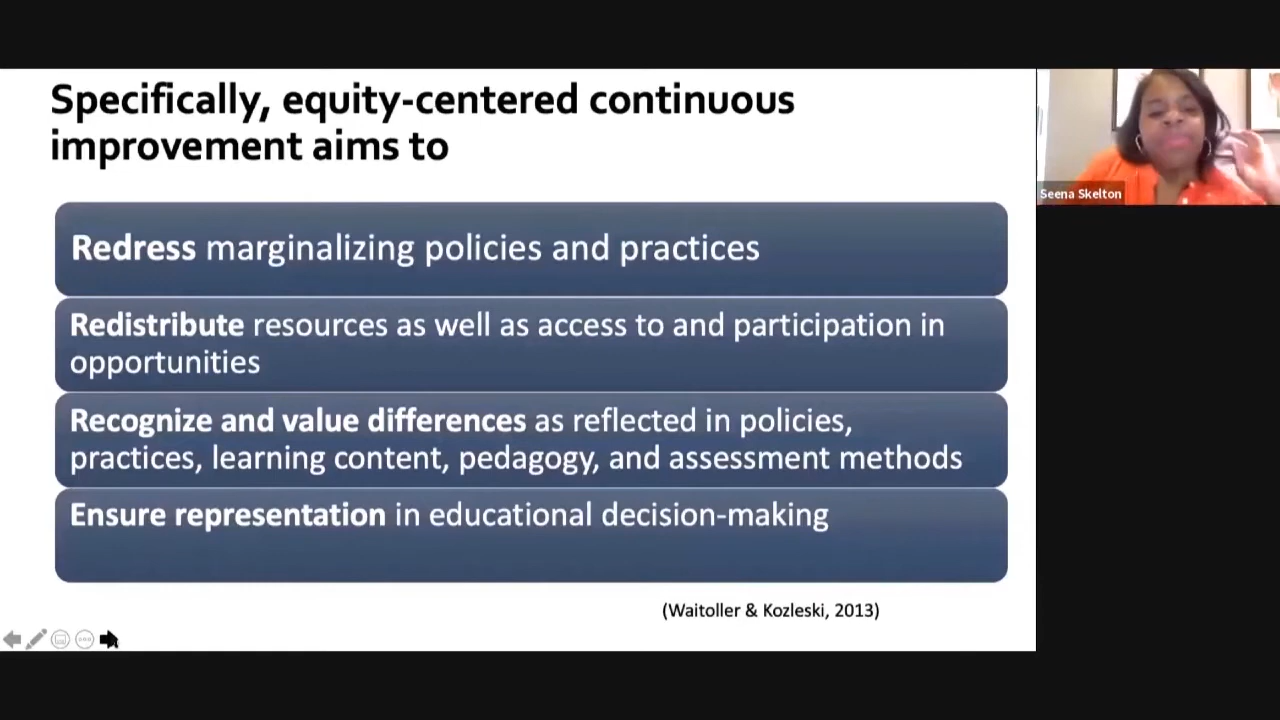 Specifically, equity-centered continuous
improvement aims to
Redress marginalizing policies and practices
Redistribute resources as well as access to and participation in
opportunities
Recognize and value differences as reflected in policies,
practices, learning content, pedagogy, and assessment methods
Ensure representation in educational decision-making
(Waitoller & Kozleski, 2013)
Seena Skelton